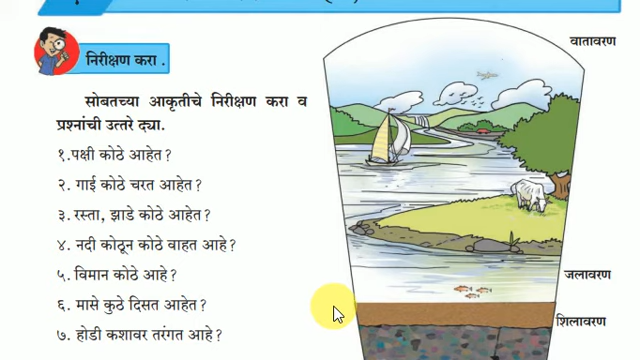 निरीक्षण करा .
वातावरण
सोबतच्या आकृतीचे निरीक्षण करा व
प्रश्नांची उत्तरे द्या.
१.पक्षी कोठे आहेत?
२. गाई कोठे चरत आहेत?
३. रस्ता, झाडे कोठे आहेत?
४. नदी कोठून कोठे वाहत आहे?
५. विमान कोठे आहे?
६. मासे कुठे दिसत आहेत?
७. होडी कशावर तरंगत आहे?
जलावरण
शिलावरण